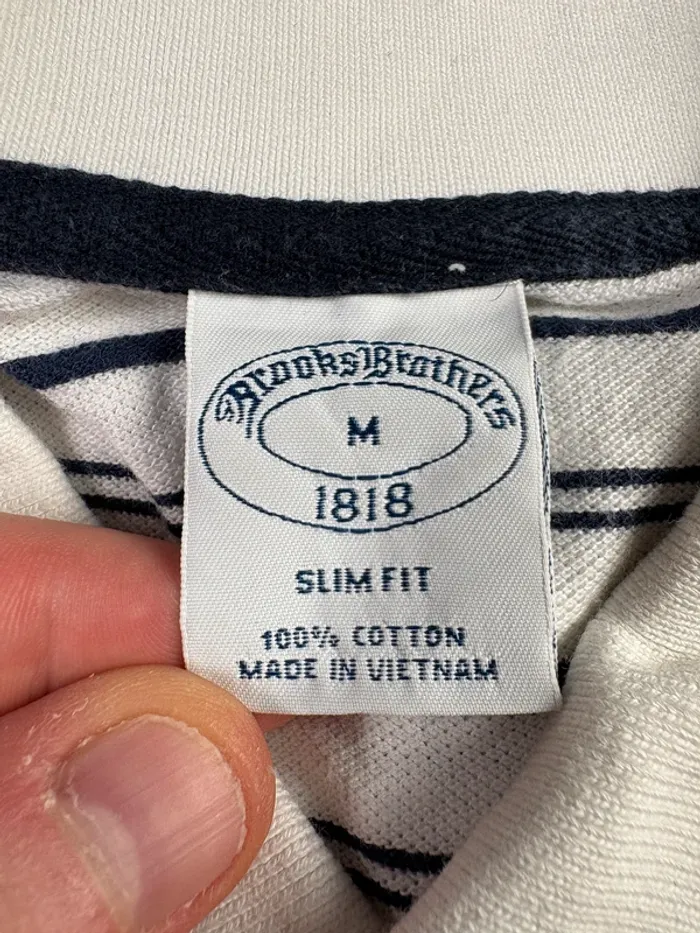 Brooks Brothers
M
1818
SLIM FIT
100% COTTON
MADE IN VIETNAM